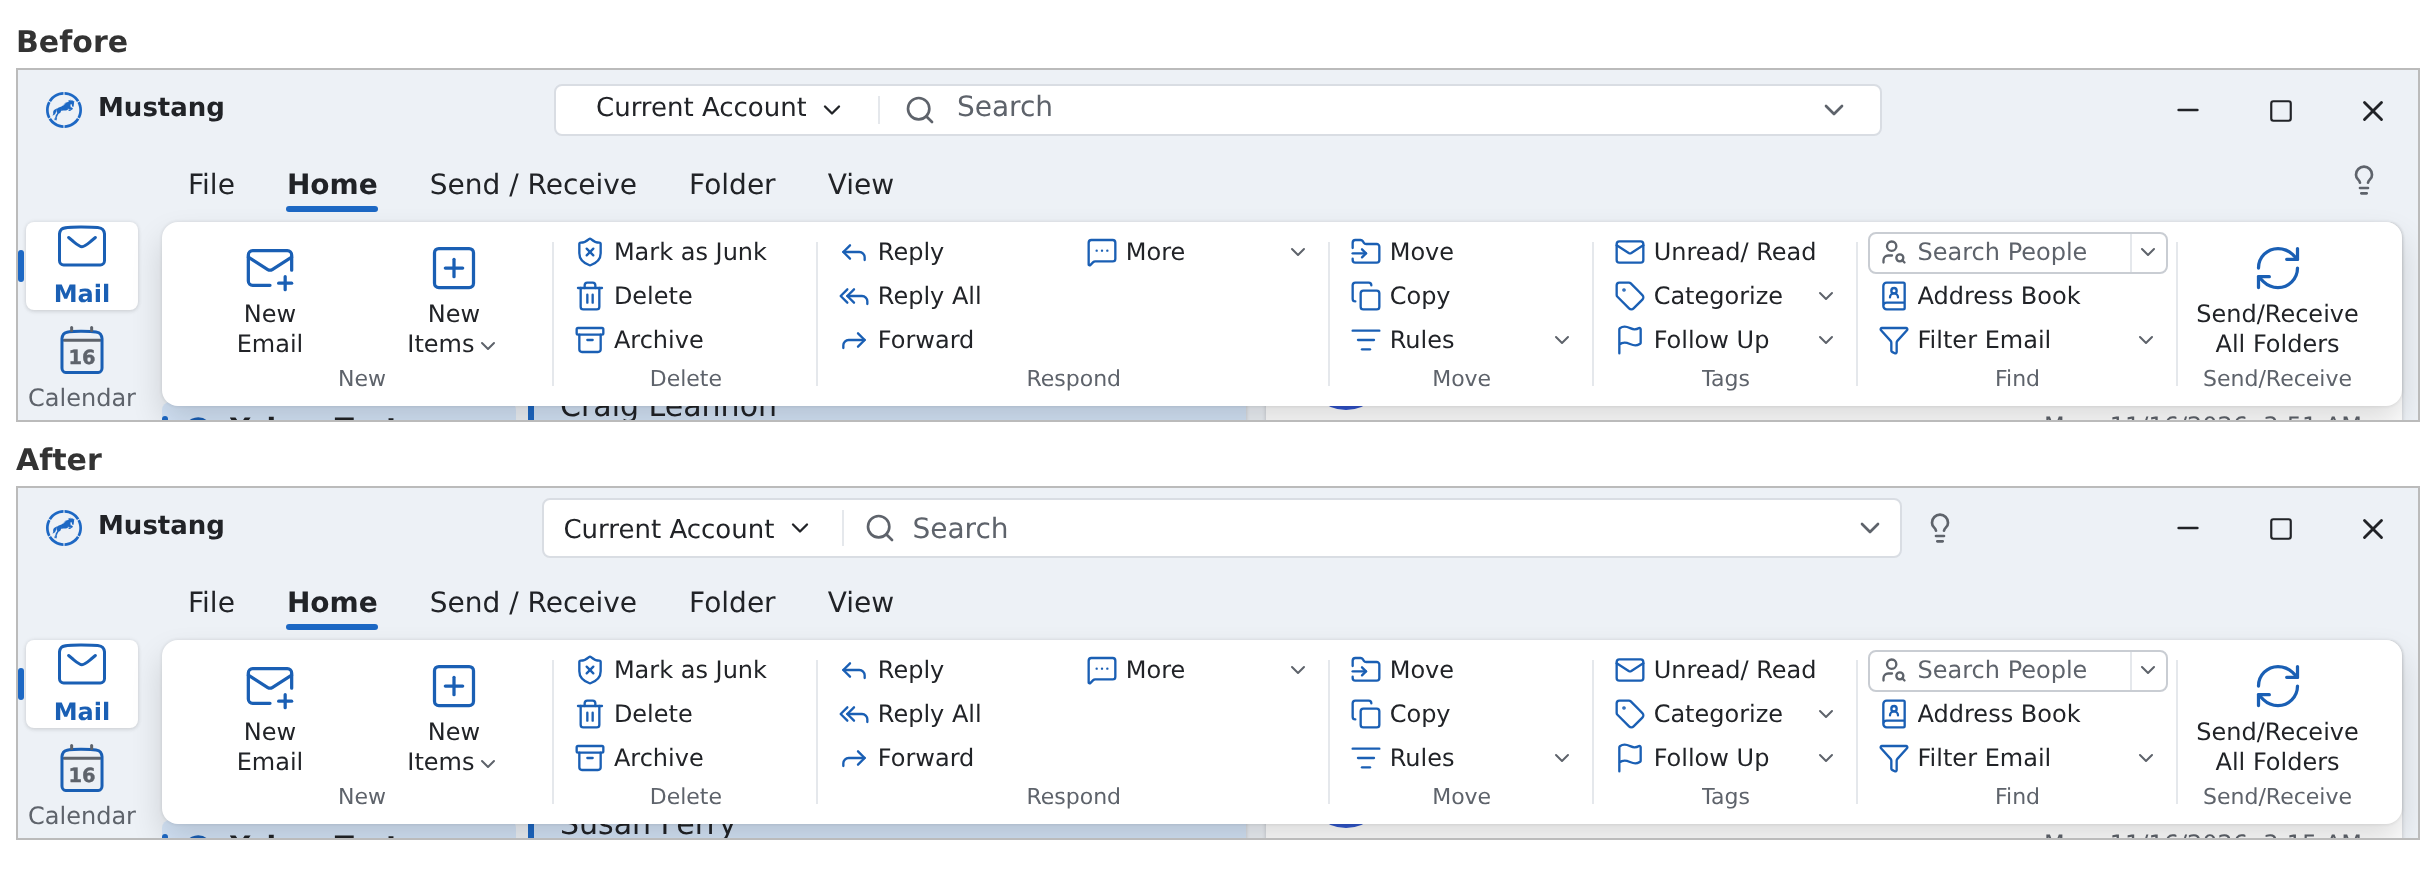 Before
Mustang
Current Account
Search
File Home Send / Receive Folder View
Mail
16
Calendar
New Email
New Items
New
Mark as Junk
Delete
Archive
Delete
Reply
Reply All
Forward
More
Respond
Move
Copy
Rules
Move
Unread/ Read
Categorize
Follow Up
Tags
Search People
Address Book
Filter Email
Find
Send/Receive
All Folders
Send/Receive
Craig
After
Mustang
Current Account
Search
File Home Send / Receive Folder View
Mail
16
Calendar
New Email
New Items
New
Mark as Junk
Delete
Archive
Delete
Reply
Reply All
Forward
More
Respond
Move
Copy
Rules
Move
Unread/ Read
Categorize
Follow Up
Tags
Search People
Address Book
Filter Email
Find
Send/Receive
All Folders
Send/Receive
Susan